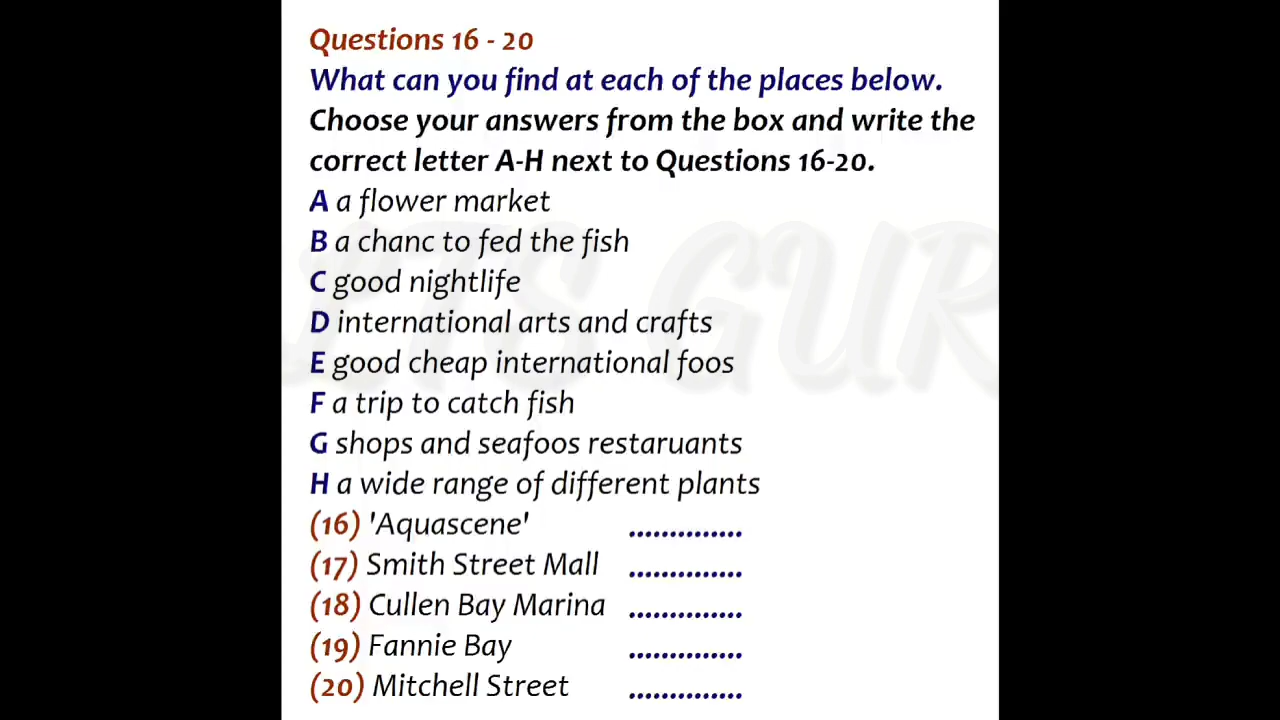 Questions 16 - 20
What can you find at each of the places below.
Choose your answers from the box and write the
correct letter A-H next to Questions 16-20.
A a flower market
B a chanc to fed the fish
C good nightlife
D international arts and crafts
E good cheap international foos
F a trip to catch fish
G shops and seafoos restaruants
H a wide range of different plants
(16) 'Aquascene' ..............
(17) Smith Street Mall ..............
(18) Cullen Bay Marina ..............
(19) Fannie Bay ..............
(20) Mitchell Street ..............